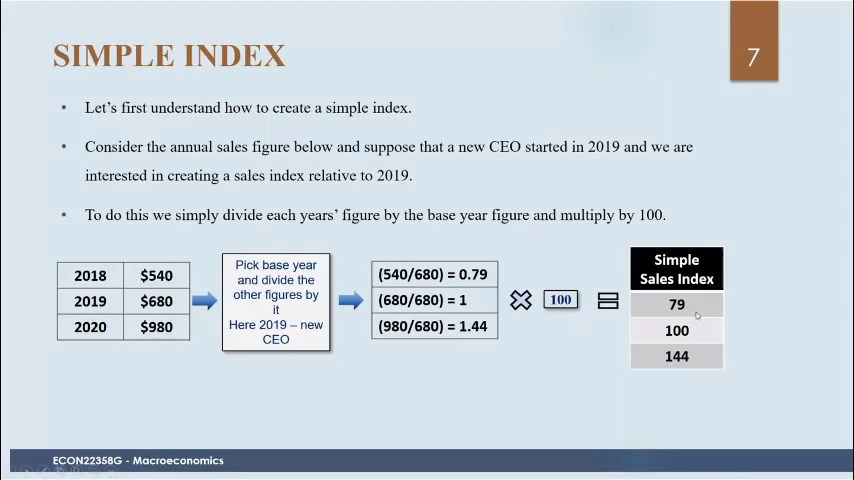 SIMPLE INDEX
7
• Let's first understand how to create a simple index.
• Consider the annual sales figure below and suppose that a new CEO started in 2019 and we are
interested in creating a sales index relative to 2019.
• To do this we simply divide each years' figure by the base year figure and multiply by 100.
2018 $540
2019 $680
2020 $980
Pick base year
and divide the
other figures by
it
Here 2019 – new
CEO
(540/680) = 0.79
(680/680) = 1
(980/680) = 1.44
100
Simple
Sales Index
79
100
144
ECON22358G - Macroeconomics